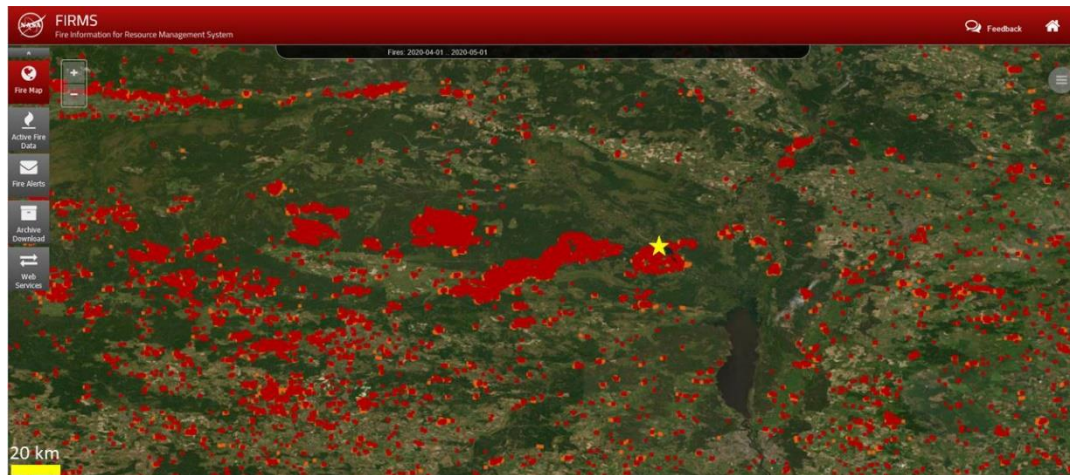 NASA
FIRMS
Fire Information for Resource Management System
Feedback
Fires: 2020-04-01 .. 2020-05-01
+
−
Fire Map
Active Fire
Data
Fire Alerts
Archive
Download
Web
Services
20 km